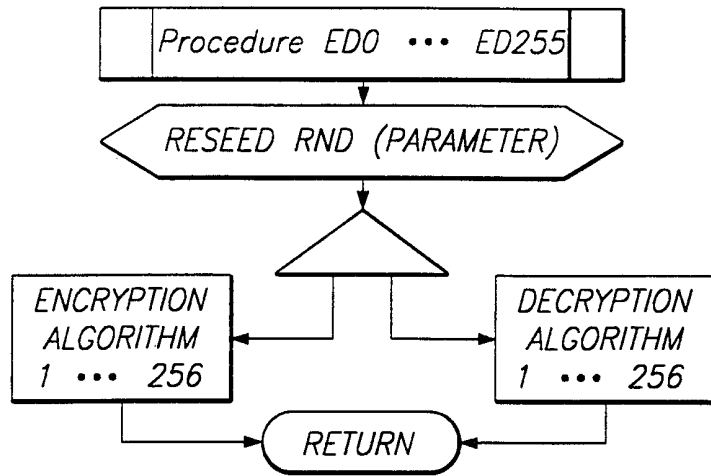 Procedure ED0 ••• ED255
RESEED RND (PARAMETER)
ENCRYPTION
ALGORITHM
1 ••• 256
DECRYPTION
ALGORITHM
1 ••• 256
RETURN